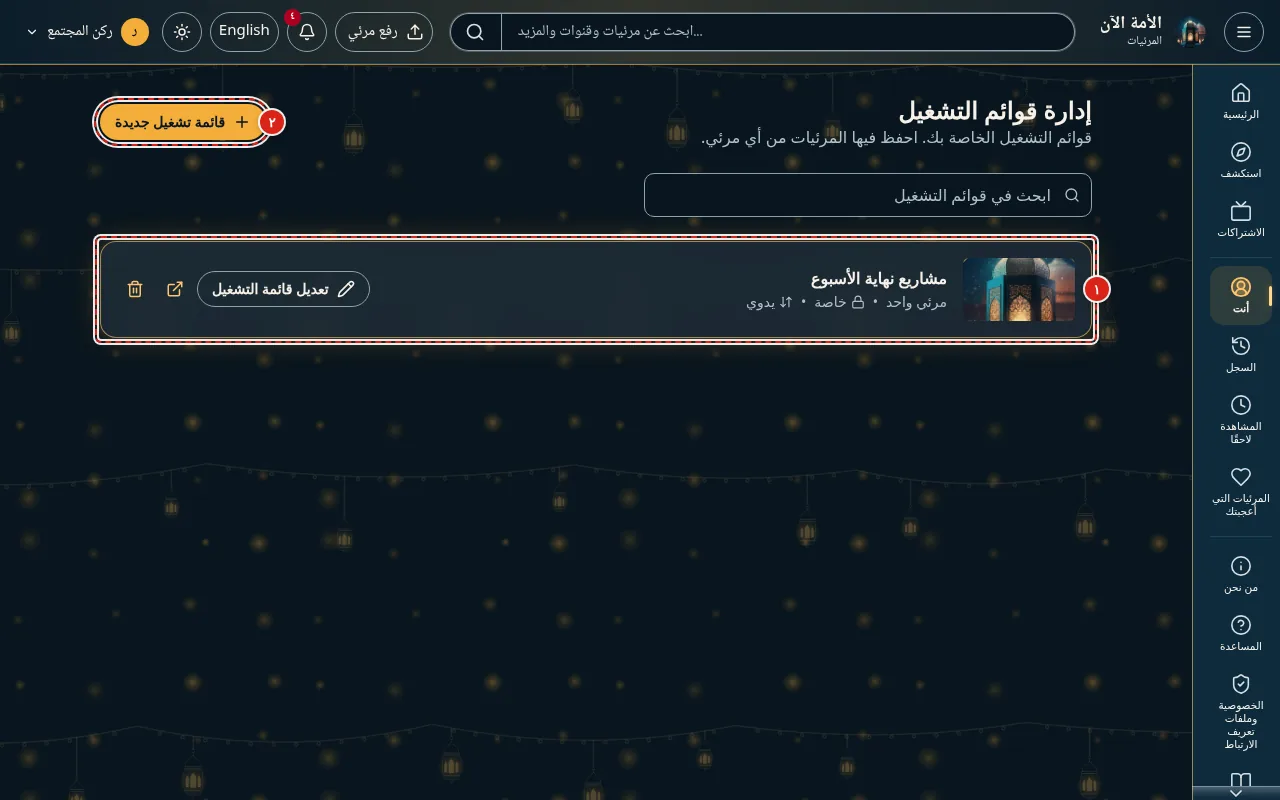 الأمة الآن
المرئيات
ابحث عن مرئيات وقنوات والمزيد...
رفع مرئي
٤
English
ر
ركن المجتمع
الرئيسية
استكشف
الاشتراكات
أنت
السجل
المشاهدة
لاحقًا
المرئيات التي
أعجبتك
من نحن
المساعدة
الخصوصية
وملفات
تعريف
الارتباط
إدارة قوائم التشغيل
قوائم التشغيل الخاصة بك. احفظ فيها المرئيات من أي مرئي.
قائمة تشغيل جديدة
٢
ابحث في قوائم التشغيل
١
مشاريع نهاية الأسبوع
مرئي واحد • خاصة • يدوي
تعديل قائمة التشغيل